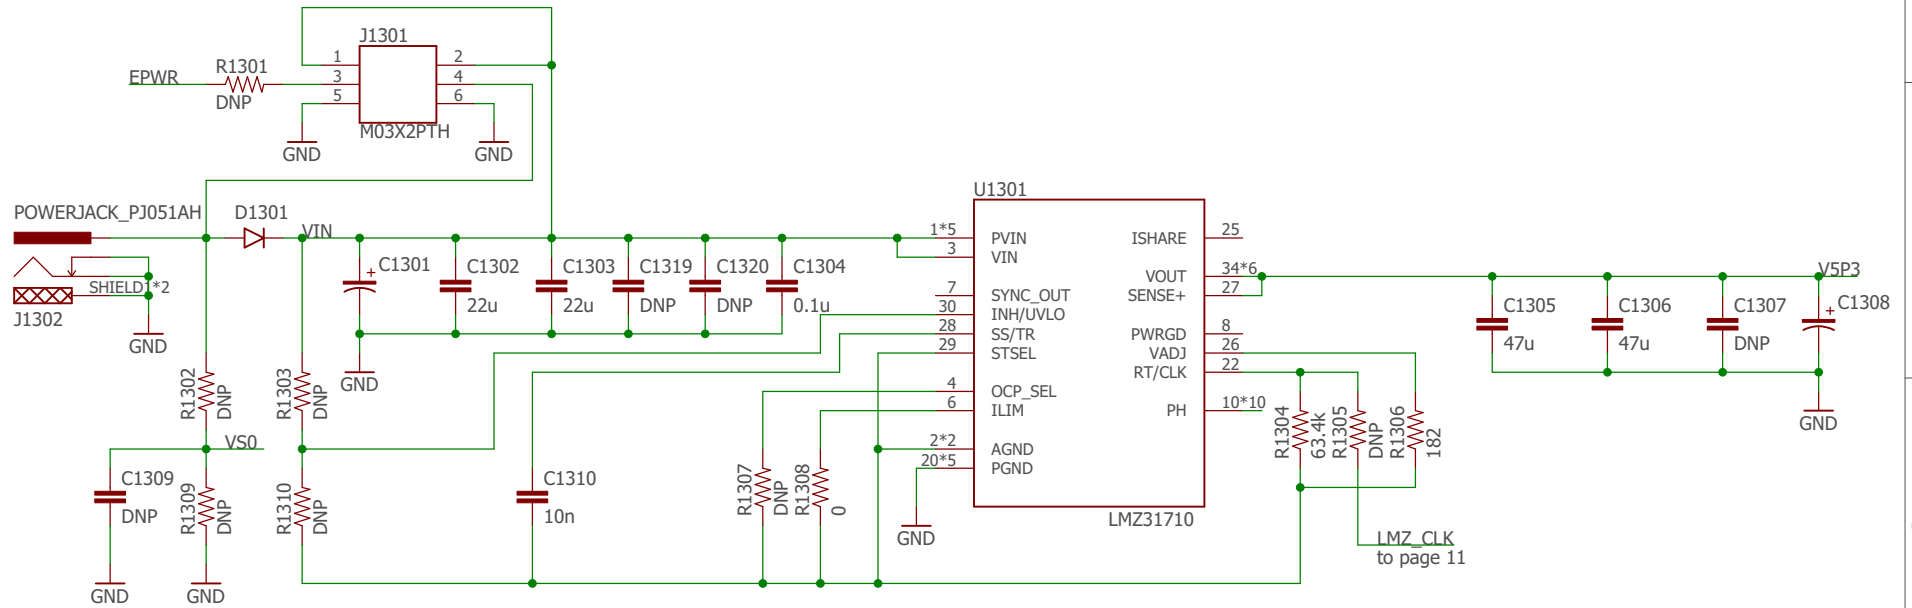 J1301
1
2
EPWR
R1301
3
4
DNP
5
6
M03X2PTH
GND
GND
U1301
POWERJACK_PJ051AH
D1301
VIN
1*5
PVIN
ISHARE
25
3
VIN
C1301
+
C1302
22u
C1303
22u
C1319
DNP
C1320
DNP
C1304
0.1u
VOUT
34*6
V5P3
SHIELD1*2
7
SYNC_OUT
SENSE+
27
J1302
30
INH/UVLO
C1305
47u
C1306
47u
C1307
DNP
+
C1308
GND
28
SS/TR
PWRGD
8
29
STSEL
VADJ
26
GND
RT/CLK
22
4
OCP_SEL
6
ILIM
PH
10*10
GND
R1302
DNP
R1303
DNP
R1304
63.4k
R1305
DNP
R1306
182
VS0
2*2
AGND
20*5
PGND
C1309
DNP
R1309
DNP
R1310
DNP
C1310
10n
R1307
DNP
R1308
0
GND
LMZ31710
LMZ_CLK
to page 11
GND
GND